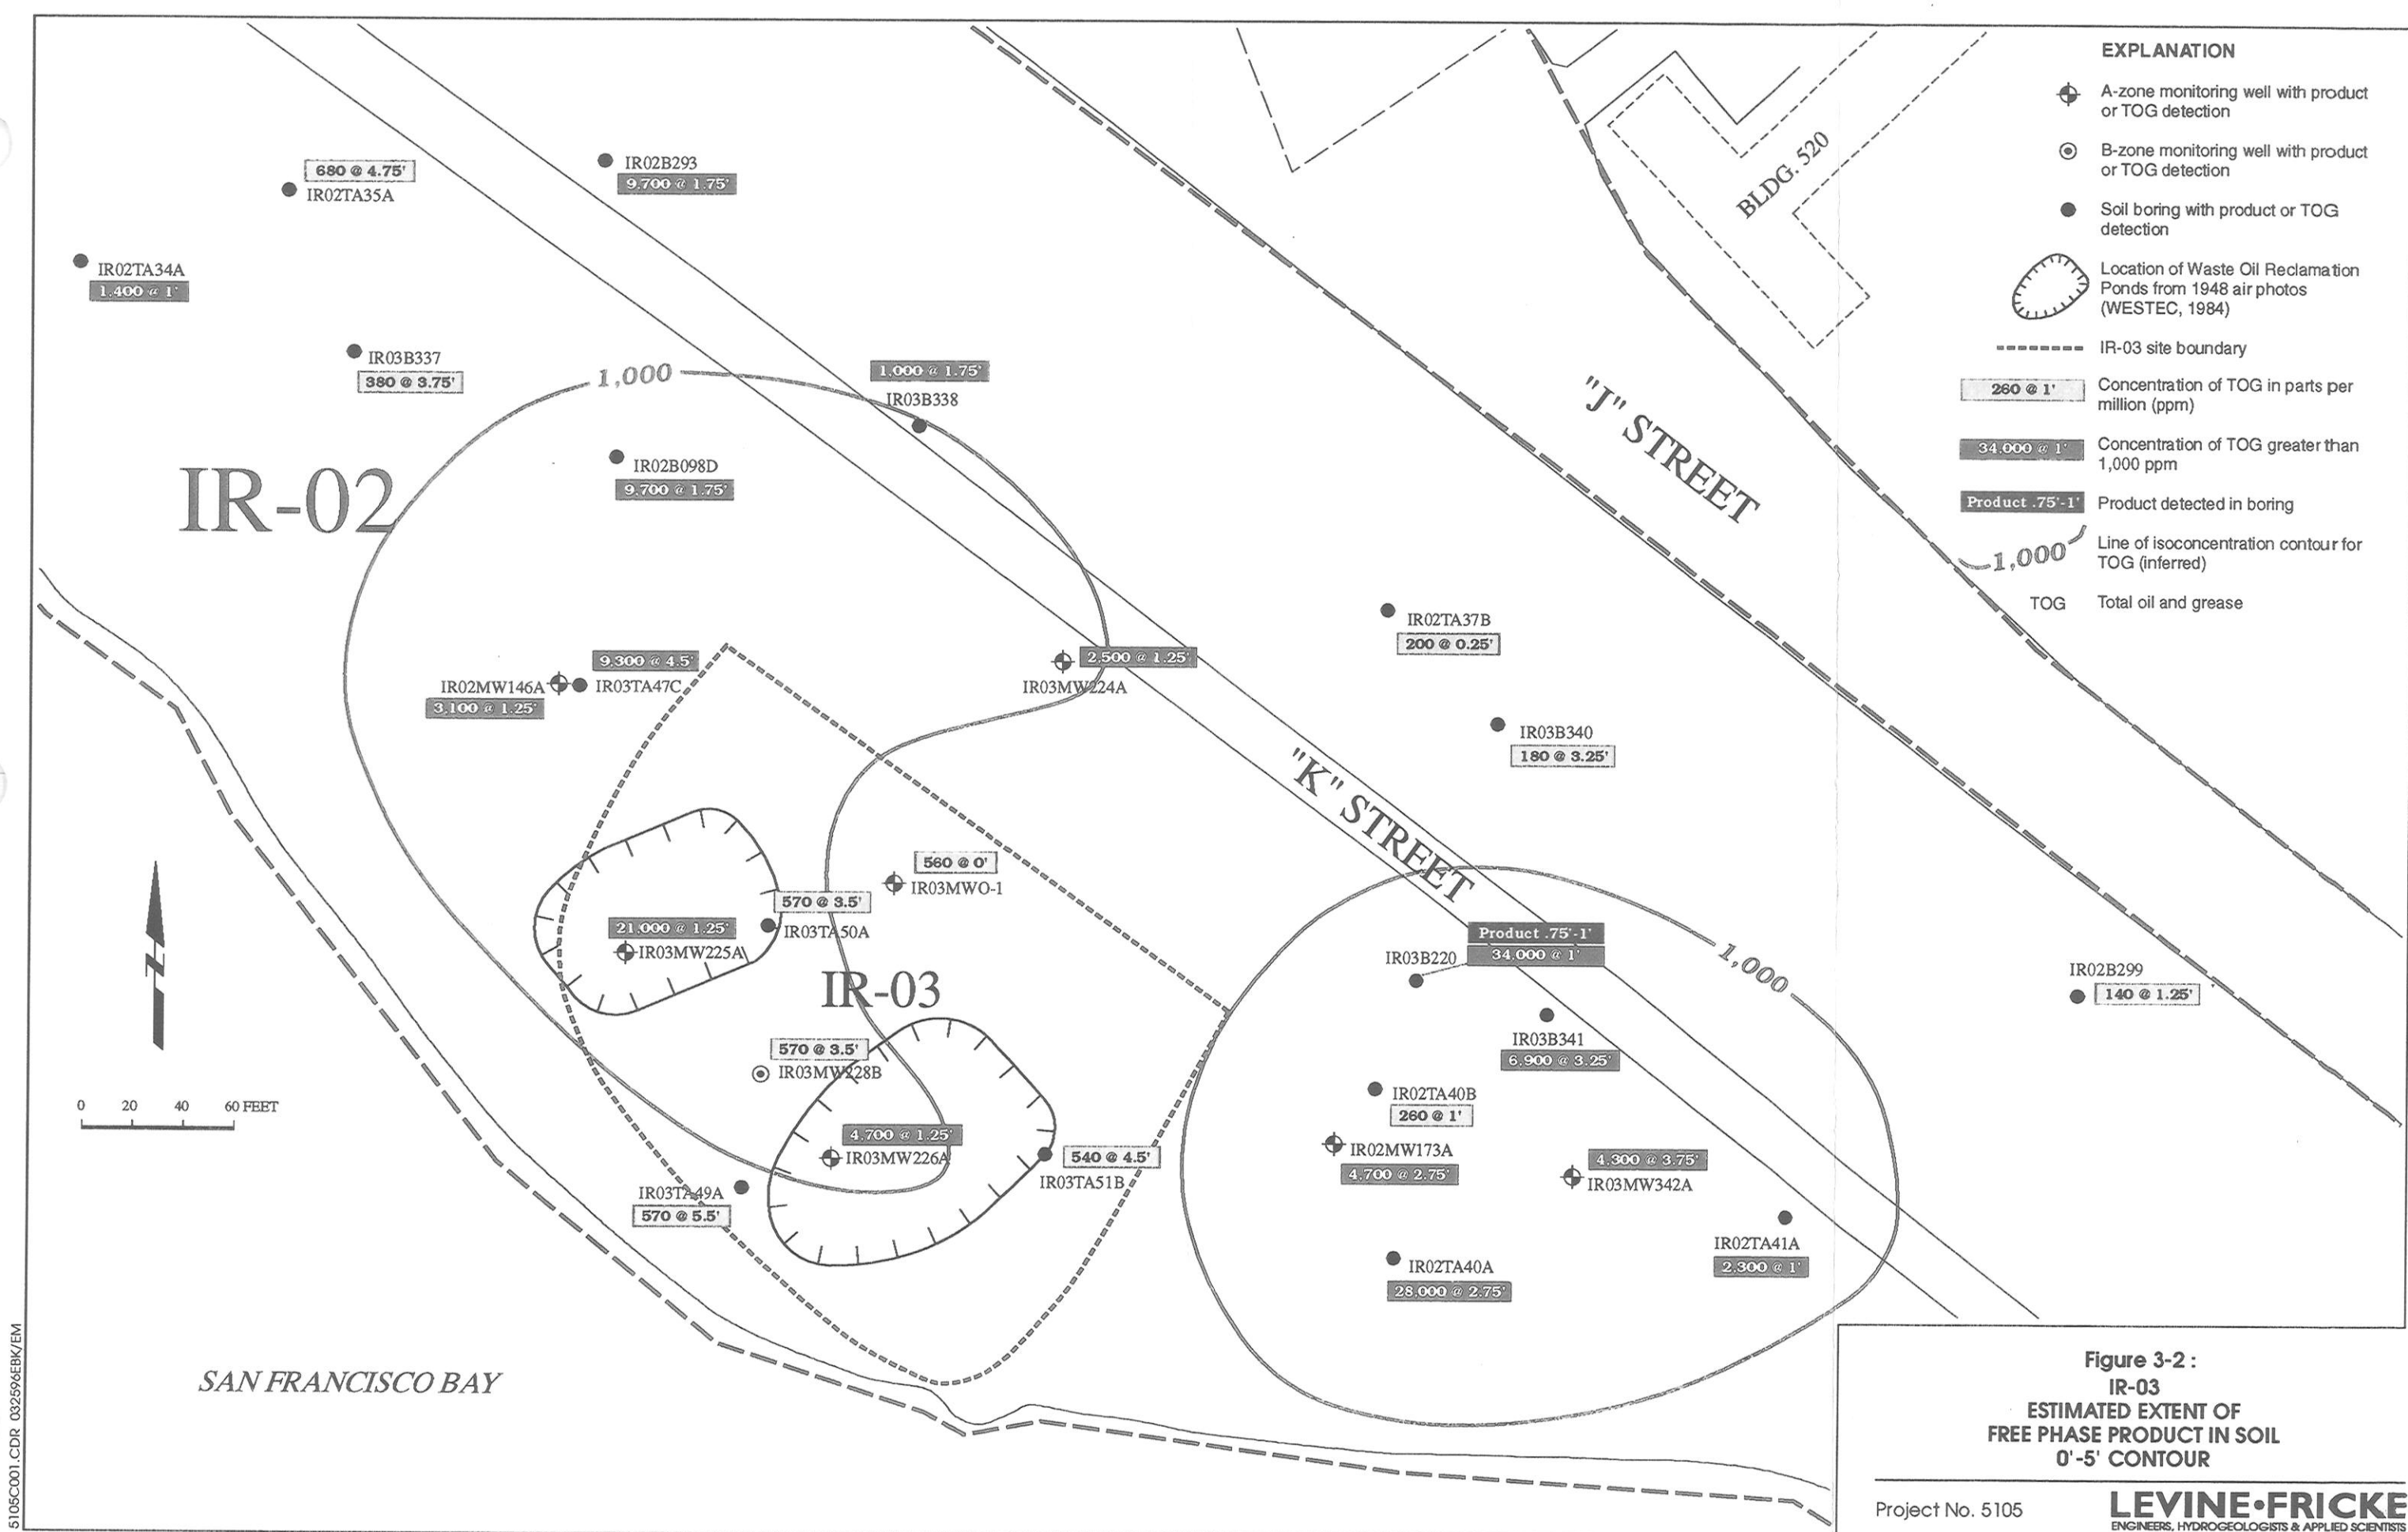 EXPLANATION
A-zone monitoring well with product
or TOG detection
B-zone monitoring well with product
or TOG detection
Soil boring with product or TOG
detection
Location of Waste Oil Reclamation
Ponds from 1948 air photos
(WESTEC, 1984)
IR-03 site boundary
260 @ 1'
Concentration of TOG in parts per
million (ppm)
34,000 @ 1'
Concentration of TOG greater than
1,000 ppm
Product .75'-1'
Product detected in boring
1,000
Line of isoconcentration contour for
TOG (inferred)
TOG
Total oil and grease
BLDG. 520
"J" STREET
"K" STREET
680 @ 4.75'
IR02TA35A
IR02B293
9,700 @ 1.75'
IR02TA34A
1,400 @ 1'
IR03B337
380 @ 3.75'
1,000
1,000 @ 1.75'
IR03B338
IR02B098D
9,700 @ 1.75'
IR-02
IR02TA37B
200 @ 0.25'
9,300 @ 4.5'
IR02MW146A
IR03TA47C
3,100 @ 1.25'
2,500 @ 1.25'
IR03MW224A
IR03B340
180 @ 3.25'
560 @ 0'
IR03MWO-1
570 @ 3.5'
IR03TA50A
21,000 @ 1.25'
IR03MW225A
IR-03
Product .75'-1'
34,000 @ 1'
IR03B220
1,000
IR02B299
140 @ 1.25'
IR03B341
6,900 @ 3.25'
570 @ 3.5'
IR03MW228B
IR02TA40B
260 @ 1'
4,700 @ 1.25'
IR03MW226A
540 @ 4.5'
IR03TA51B
IR02MW173A
4,700 @ 2.75'
4,300 @ 3.75'
IR03MW342A
IR03TA49A
570 @ 5.5'
IR02TA41A
2,300 @ 1'
IR02TA40A
28,000 @ 2.75'
N
0 20 40 60 FEET
SAN FRANCISCO BAY
5105C001.CDR 032596EBK/EM
Figure 3-2 :
IR-03
ESTIMATED EXTENT OF
FREE PHASE PRODUCT IN SOIL
0'-5' CONTOUR
Project No. 5105
LEVINE•FRICKE
ENGINEERS, HYDROGEOLOGISTS & APPLIED SCIENTISTS